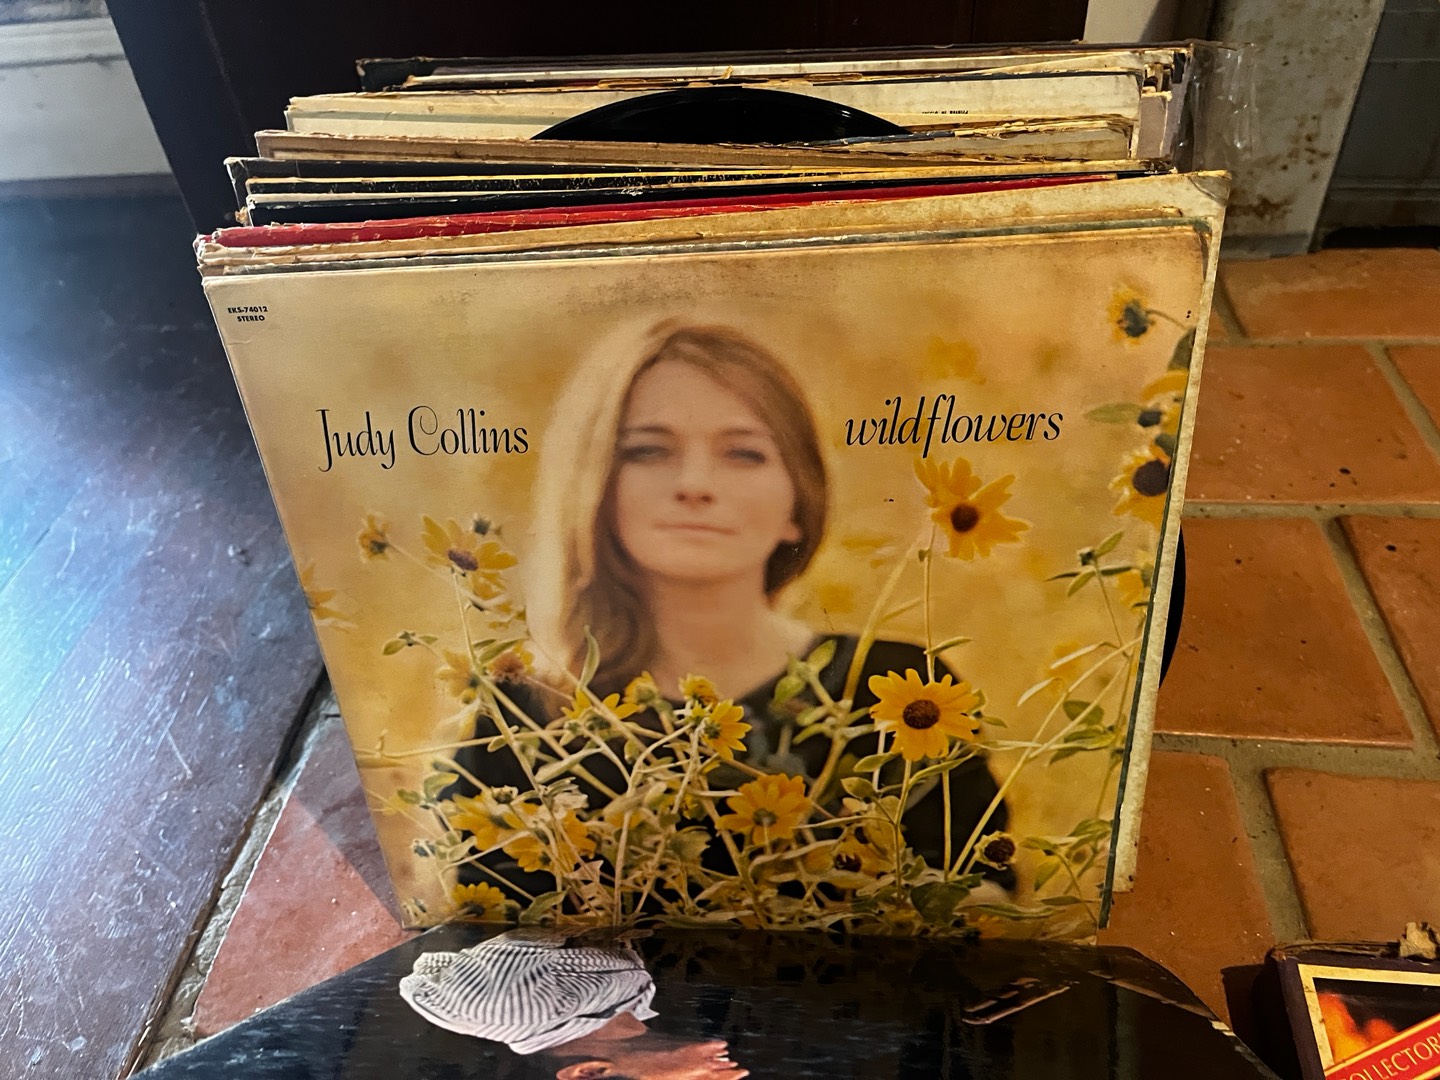 EKS-74012
STEREO
Judy Collins
wildflowers